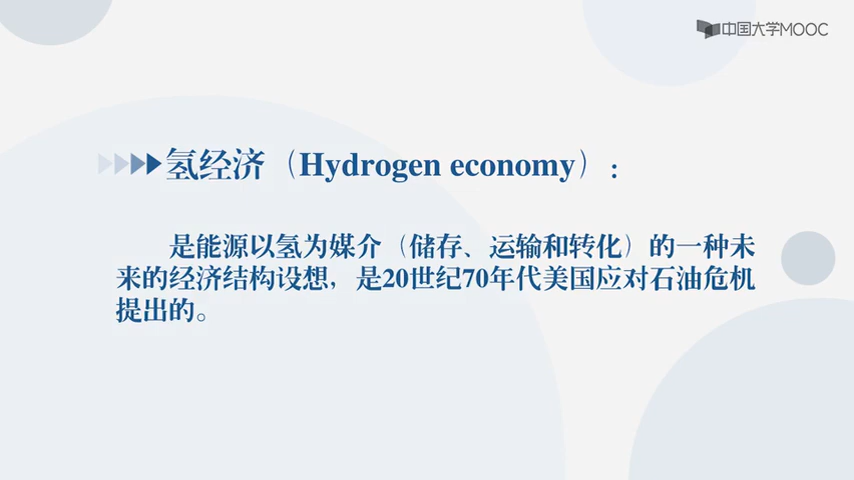 中国大学MOOC
氢经济（Hydrogen economy）：
是能源以氢为媒介（储存、运输和转化）的一种未
来的经济结构设想，是20世纪70年代美国应对石油危机
提出的。